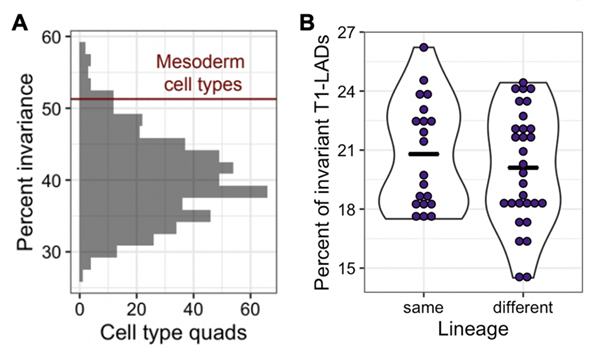 A
Percent invariance
60
50
40
30
Mesoderm
cell types
0 20 40 60
Cell type quads
B
Percent of invariant T1-LADs
27
24
21
18
15
same different
Lineage